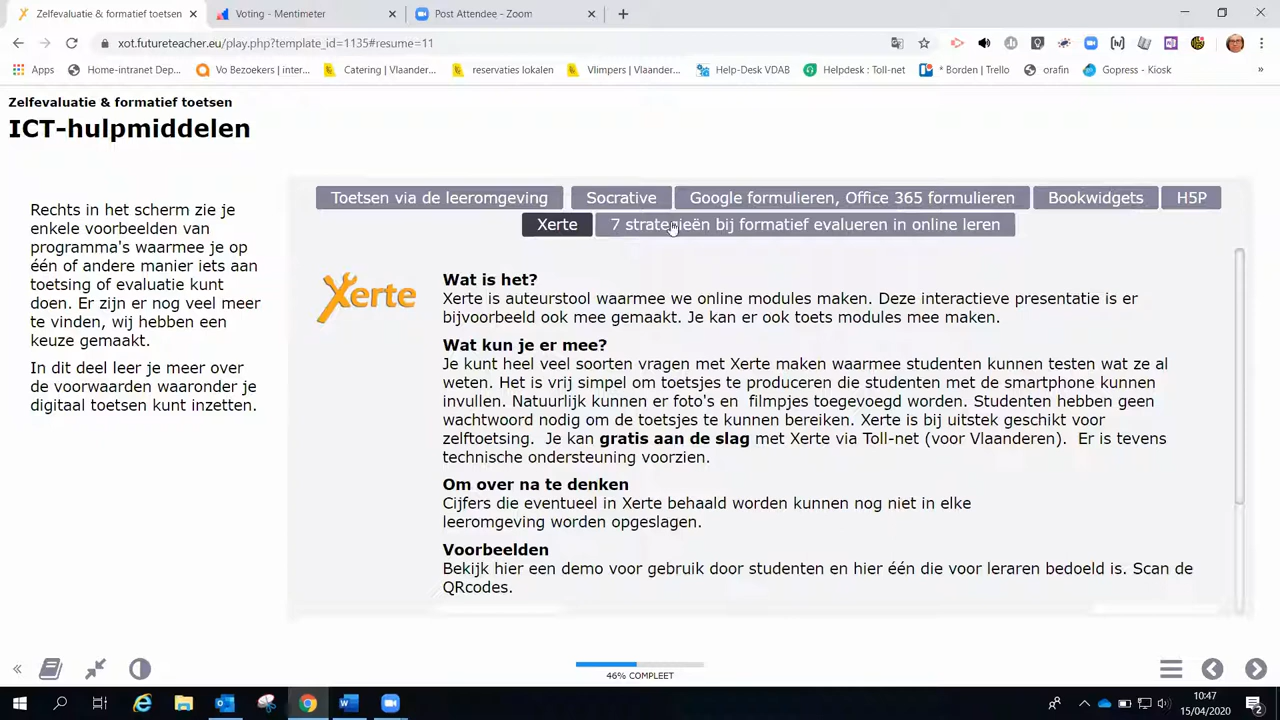 Zelfevaluatie & formatief toetsen
Voting - Mentimeter
Post Attendee - Zoom
xot.futureteacher.eu/play.php?template_id=1135#resume=11
Apps
Home-intranet Dep...
Vo Bezoekers | inter...
Catering | Vlaander...
reservaties lokalen
Vlimpers | Vlaander...
Help-Desk VDAB
Helpdesk : Toll-net
* Borden | Trello
orafin
Gopress - Kiosk
Zelfevaluatie & formatief toetsen
ICT-hulpmiddelen
Rechts in het scherm zie je
enkele voorbeelden van
programma's waarmee je op
één of andere manier iets aan
toetsing of evaluatie kunt
doen. Er zijn er nog veel meer
te vinden, wij hebben een
keuze gemaakt.
In dit deel leer je meer over
de voorwaarden waaronder je
digitaal toetsen kunt inzetten.
Toetsen via de leeromgeving
Socrative
Google formulieren, Office 365 formulieren
Bookwidgets
H5P
Xerte
7 strategieën bij formatief evalueren in online leren
Xerte
Wat is het?
Xerte is auteurstool waarmee we online modules maken. Deze interactieve presentatie is er
bijvoorbeeld ook mee gemaakt. Je kan er ook toets modules mee maken.
Wat kun je er mee?
Je kunt heel veel soorten vragen met Xerte maken waarmee studenten kunnen testen wat ze al
weten. Het is vrij simpel om toetsjes te produceren die studenten met de smartphone kunnen
invullen. Natuurlijk kunnen er foto's en filmpjes toegevoegd worden. Studenten hebben geen
wachtwoord nodig om de toetsjes te kunnen bereiken. Xerte is bij uitstek geschikt voor
zelftoetsing. Je kan gratis aan de slag met Xerte via Toll-net (voor Vlaanderen). Er is tevens
technische ondersteuning voorzien.
Om over na te denken
Cijfers die eventueel in Xerte behaald worden kunnen nog niet in elke
leeromgeving worden opgeslagen.
Voorbeelden
Bekijk hier een demo voor gebruik door studenten en hier één die voor leraren bedoeld is. Scan de
QRcodes.
46% COMPLEET
10:47
15/04/2020
2